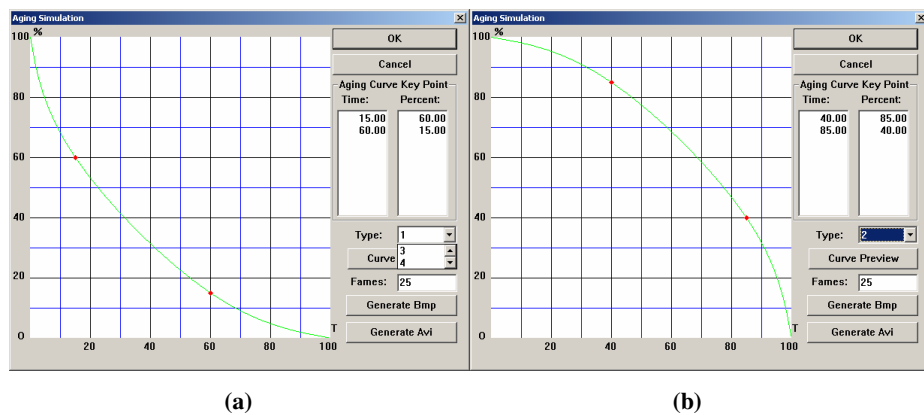 Aging Simulation
100 %
80
60
40
20
0
20 40 60 80 100
T
OK
Cancel
Aging Curve Key Point
Time: Percent:
15.00 60.00
60.00 15.00
Type: 1
3
4
Curve
Fames: 25
Generate Bmp
Generate Avi
(a)
Aging Simulation
100 %
80
60
40
20
0
20 40 60 80 100
T
OK
Cancel
Aging Curve Key Point
Time: Percent:
40.00 85.00
85.00 40.00
Type: 2
Curve Preview
Fames: 25
Generate Bmp
Generate Avi
(b)